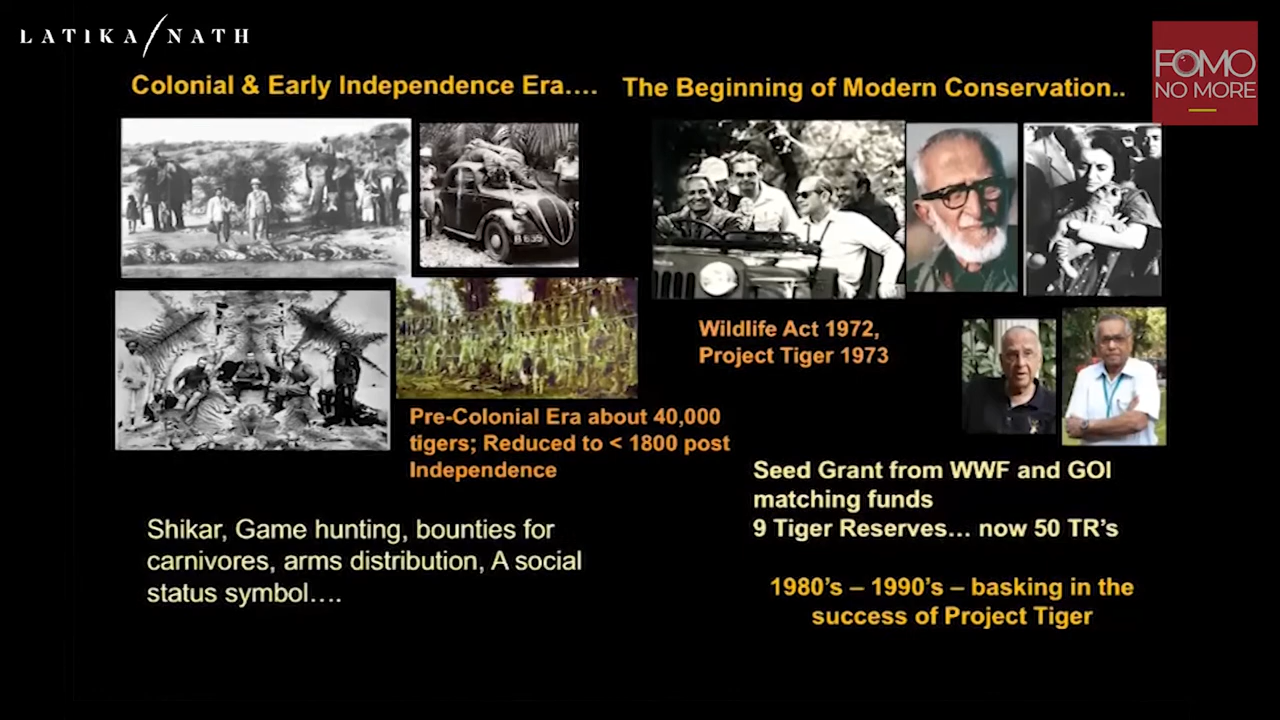 LATIKA/NATH
FOMO
NO MORE
Colonial & Early Independence Era....
The Beginning of Modern Conservation..
B 6535
Wildlife Act 1972,
Project Tiger 1973
Pre-Colonial Era about 40,000
tigers; Reduced to < 1800 post
Independence
Seed Grant from WWF and GOI
matching funds
9 Tiger Reserves... now 50 TR's
Shikar, Game hunting, bounties for
carnivores, arms distribution, A social
status symbol....
1980's – 1990's – basking in the
success of Project Tiger